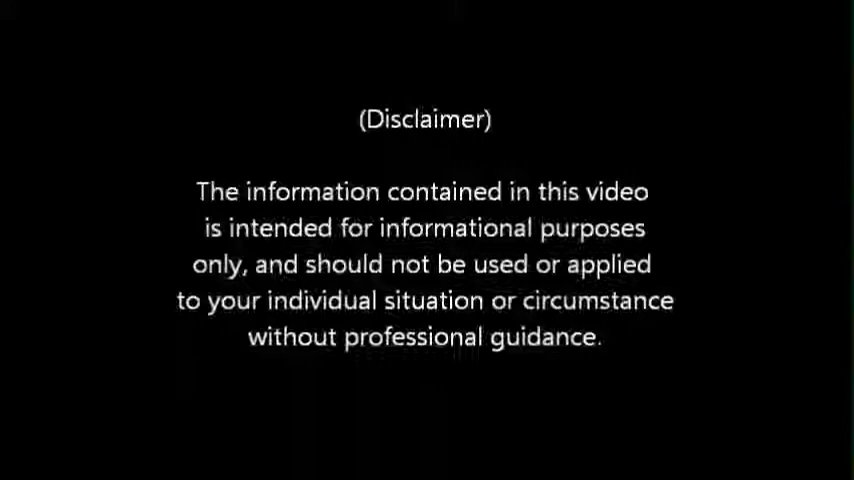 (Disclaimer)
The information contained in this video
is intended for informational purposes
only, and should not be used or applied
to your individual situation or circumstance
without professional guidance.